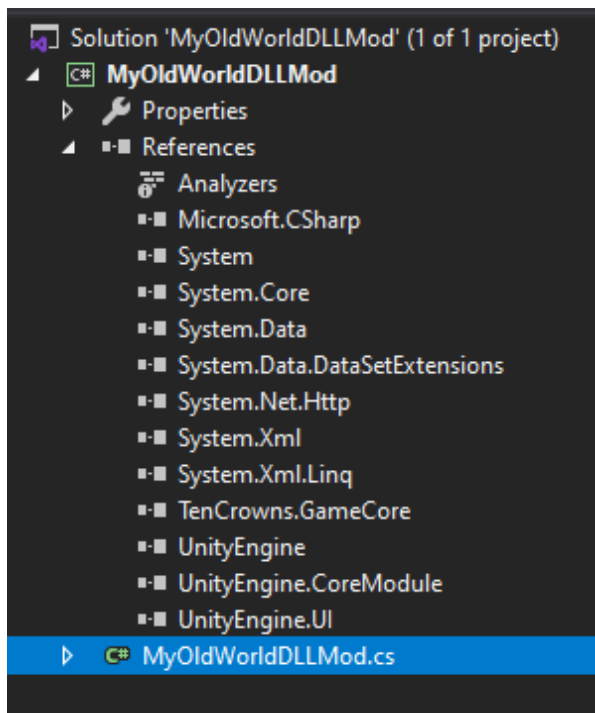 Solution 'MyOldWorldDLLMod' (1 of 1 project)
C# MyOldWorldDLLMod
Properties
References
Analyzers
Microsoft.CSharp
System
System.Core
System.Data
System.Data.DataSetExtensions
System.Net.Http
System.Xml
System.Xml.Linq
TenCrowns.GameCore
UnityEngine
UnityEngine.CoreModule
UnityEngine.UI
C# MyOldWorldDLLMod.cs